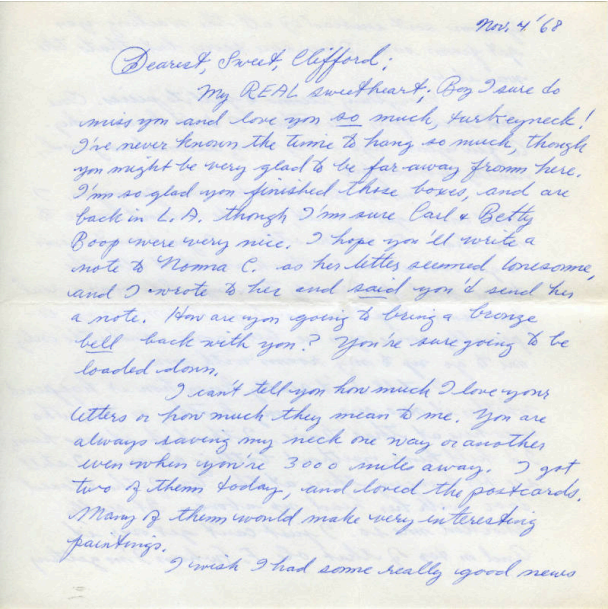 Nov. 4 '68
Dearest, Sweet, Clifford;
My REAL sweetheart; Boy I sure do
miss you and love you so much, turkeyneck!
I've never known the time to hang so much, though
you might be very glad to be far away fromm here.
I'm so glad you finished those boxes, and are
back in L.A. though I'm sure Carl & Betty
Boop were very nice. I hope you'll write a
note to Norma C. as her letter seemed lonesome,
and I wrote to her and said you'd send her
a note. How are you going to bring a bronze
bell back with you? You're sure going to be
loaded down.
I can't tell you how much I love your
letters or how much they mean to me. You are
always saving my neck one way or another
even when you're 3000 miles away. I got
two of them today, and loved the postcards.
Many of them would make very interesting
paintings.
I wish I had some really good news